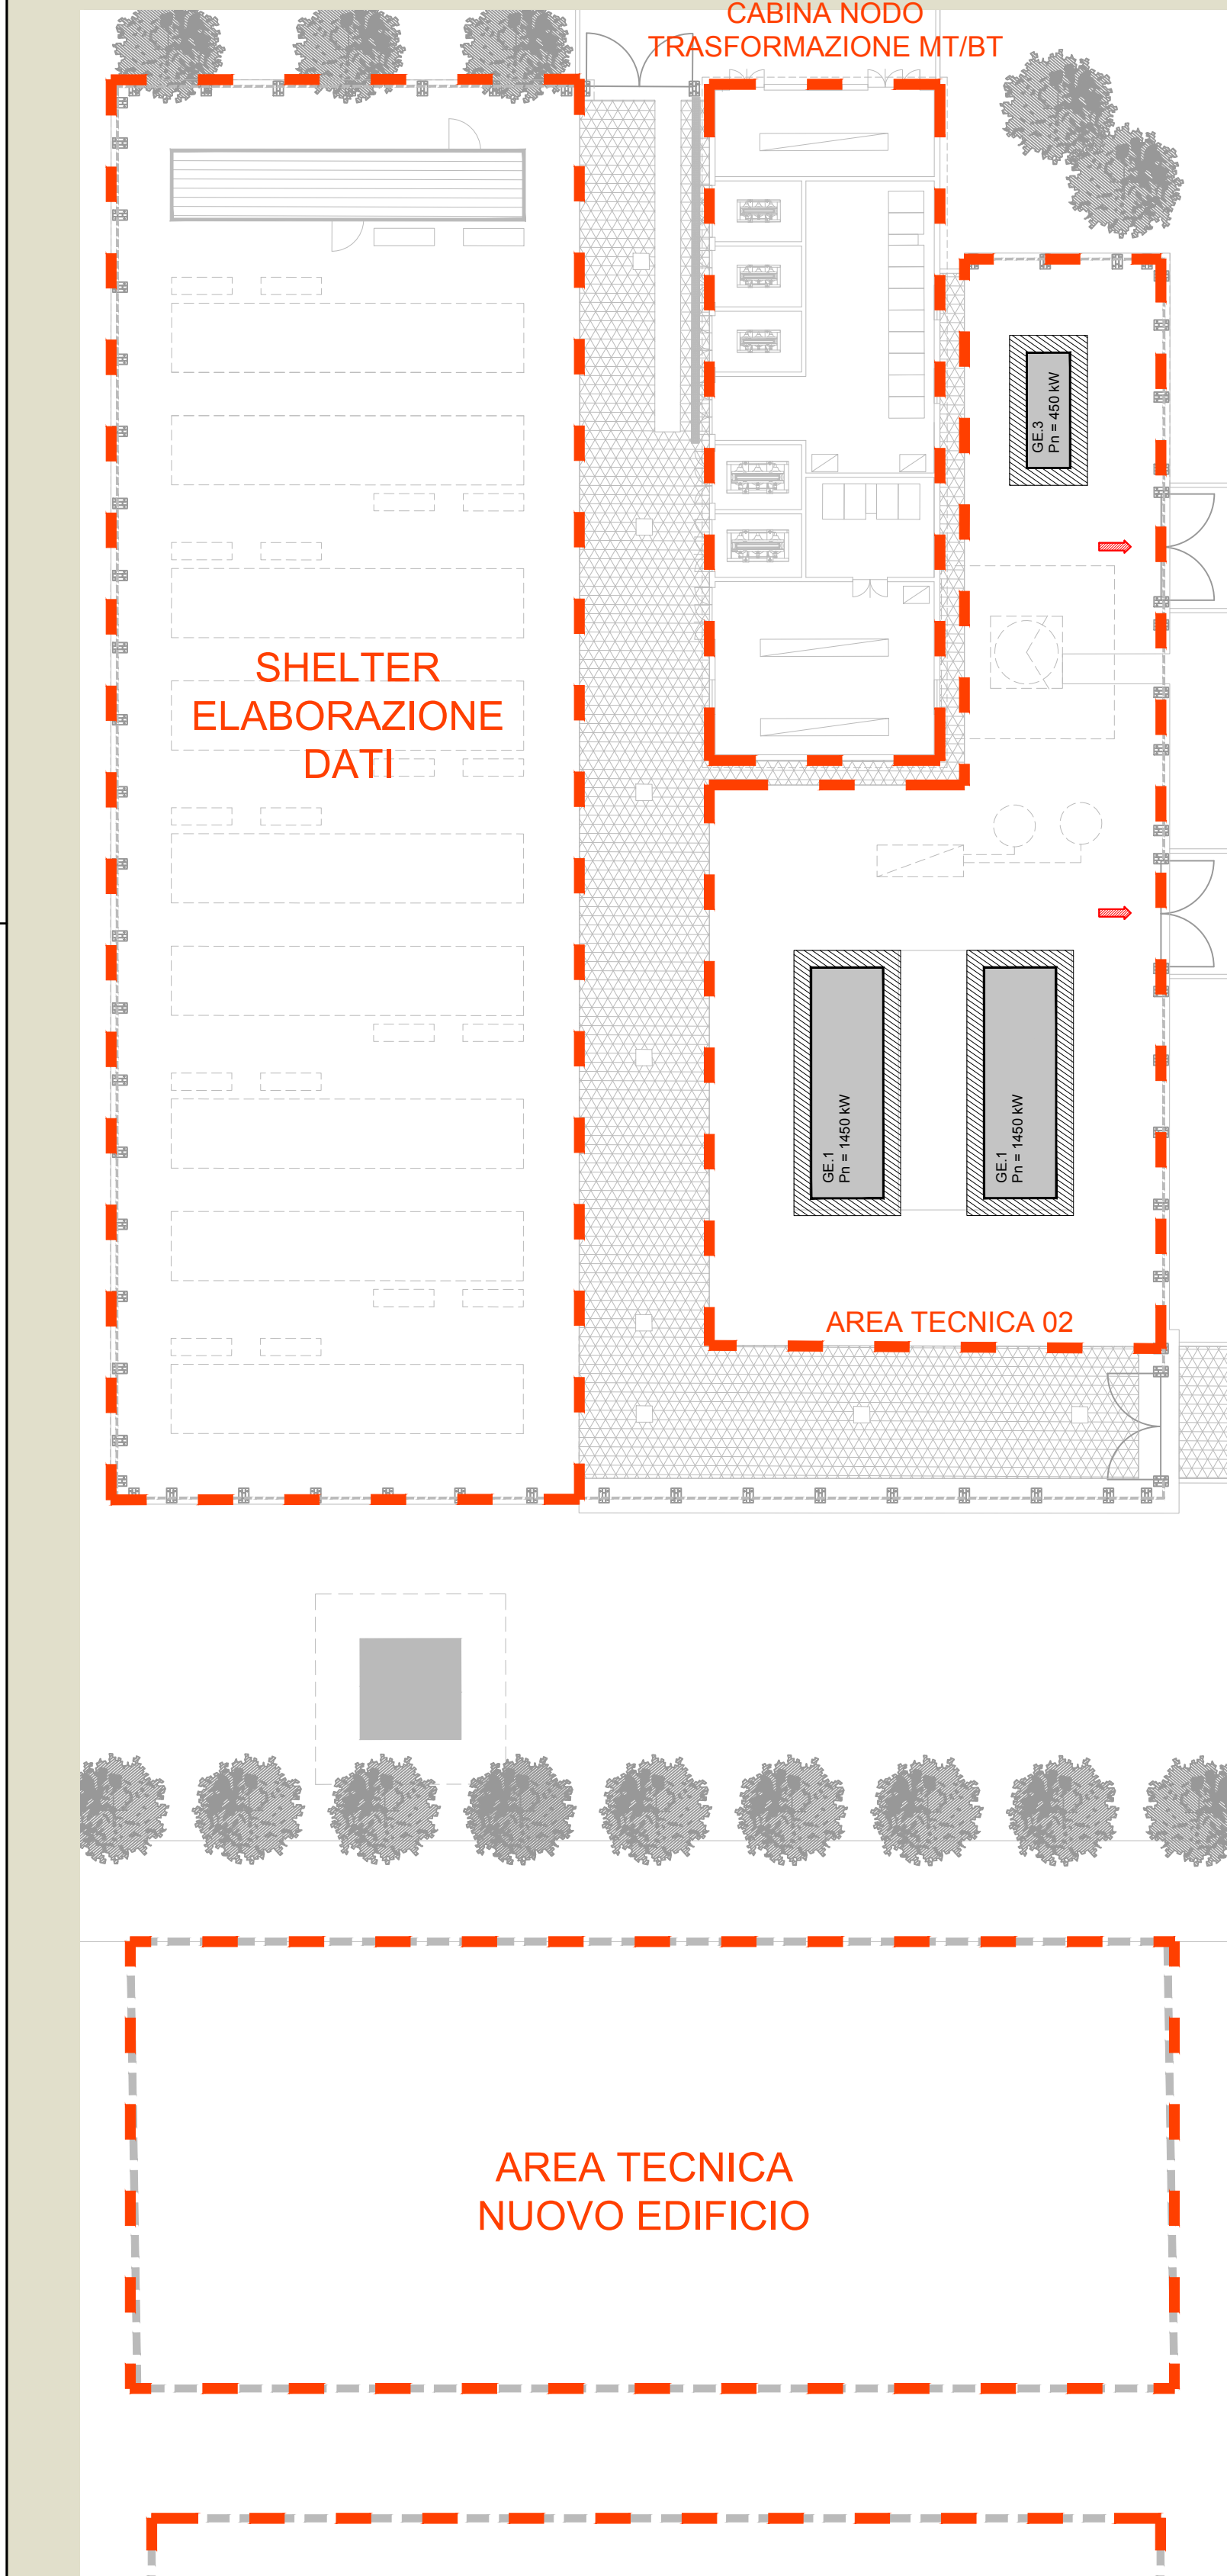 CABINA NODO
TRASFORMAZIONE MT/BT
GE.3
Pn = 450 kW
SHELTER
ELABORAZIONE
DATI
GE.1
Pn = 1450 kW
GE.1
Pn = 1450 kW
AREA TECNICA 02
AREA TECNICA
NUOVO EDIFICIO